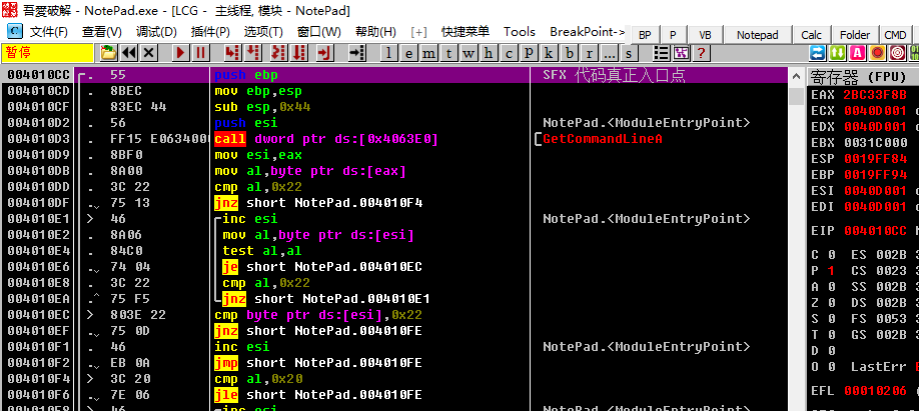 吾愛破解 - NotePad.exe - [LCG - 主线程, 模块 - NotePad]
C 文件(F) 查看(V) 调试(D) 插件(P) 选项(T) 窗口(W) 帮助(H) [+] 快捷菜单 Tools BreakPoint-> BP P VB Notepad Calc Folder CMD
暂停 l e m t w h c P k b r ... s ?
004010CC . 55 push ebp SFX 代码真正入口点
004010CD . 8BEC mov ebp,esp
004010CF . 83EC 44 sub esp,0x44
004010D2 . 56 push esi NotePad.<ModuleEntryPoint>
004010D3 . FF15 E0634000 call dword ptr ds:[0x4063E0] GetCommandLineA
004010D9 . 8BF0 mov esi,eax
004010DB . 8A00 mov al,byte ptr ds:[eax]
004010DD . 3C 22 cmp al,0x22
004010DF . 75 13 jnz short NotePad.004010F4
004010E1 > 46 inc esi NotePad.<ModuleEntryPoint>
004010E2 . 8A06 mov al,byte ptr ds:[esi]
004010E4 . 84C0 test al,al
004010E6 . 74 04 je short NotePad.004010EC
004010E8 . 3C 22 cmp al,0x22
004010EA .^ 75 F5 jnz short NotePad.004010E1
004010EC > 803E 22 cmp byte ptr ds:[esi],0x22
004010EF . 75 0D jnz short NotePad.004010FE
004010F1 . 46 inc esi NotePad.<ModuleEntryPoint>
004010F2 . EB 0A jmp short NotePad.004010FE
004010F4 > 3C 20 cmp al,0x20
004010F6 . 7E 06 jle short NotePad.004010FE
004010F8 > 46 inc esi NotePad.<ModuleEntryPoint>
寄存器 (FPU)
EAX 2BC33F8B
ECX 0040D001
EDX 0040D001
EBX 0031C000
ESP 0019FF84
EBP 0019FF94
ESI 0040D001
EDI 0040D001
EIP 004010CC
C 0 ES 002B
P 1 CS 0023
A 0 SS 002B
Z 0 DS 002B
S 0 FS 0053
T 0 GS 002B
D 0
O 0 LastErr
EFL 00010206